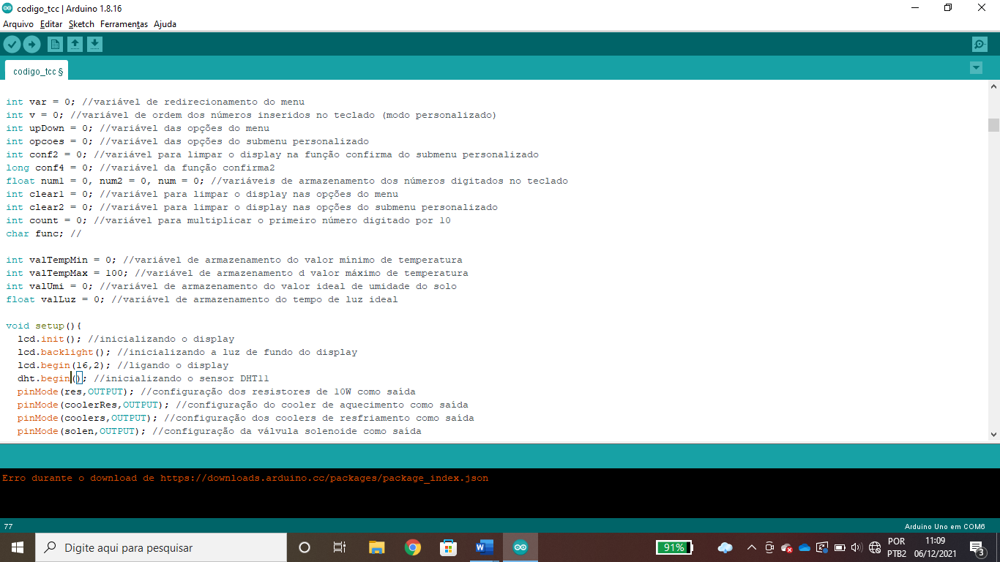 codigo_tcc | Arduino 1.8.16
Arquivo Editar Sketch Ferramentas Ajuda
codigo_tcc §
int var = 0; //variável de redirecionamento do menu
int v = 0; //variável de ordem dos números inseridos no teclado (modo personalizado)
int upDown = 0; //variável das opções do menu
int opcoes = 0; //variável das opções do submenu personalizado
int conf2 = 0; //variável para limpar o display na função confirma do submenu personalizado
long conf4 = 0; //variável da função confirma2
float num1 = 0, num2 = 0, num = 0; //variáveis de armazenamento dos números digitados no teclado
int clear1 = 0; //variável para limpar o display nas opções do menu
int clear2 = 0; //variável para limpar o display nas opções do submenu personalizado
int count = 0; //variável para multiplicar o primeiro número digitado por 10
char func; //
int valTempMin = 0; //variável de armazenamento do valor mínimo de temperatura
int valTempMax = 100; //variável de armazenamento d valor máximo de temperatura
int valUmi = 0; //variável de armazenamento do valor ideal de umidade do solo
float valLuz = 0; //variável de armazenamento do tempo de luz ideal
void setup(){
lcd.init(); //inicializando o display
lcd.backlight(); //inicializando a luz de fundo do display
lcd.begin(16,2); //ligando o display
dht.begin(); //inicializando o sensor DHT11
pinMode(res,OUTPUT); //configuração dos resistores de 10W como saída
pinMode(coolerRes,OUTPUT); //configuração do cooler de aquecimento como saída
pinMode(coolers,OUTPUT); //configuração dos coolers de resfriamento como saída
pinMode(solen,OUTPUT); //configuração da válvula solenoide como saída
Erro durante o download de https://downloads.arduino.cc/packages/package_index.json
77
Arduino Uno em COM6
Digite aqui para pesquisar
91%
POR
PTB2
11:09
06/12/2021
3